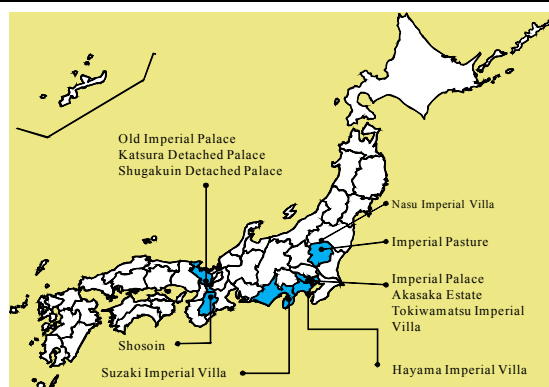 Old Imperial Palace
Katsura Detached Palace
Shugakuin Detached Palace
Nasu Imperial Villa
Imperial Pasture
Imperial Palace
Akasaka Estate
Tokiwamatsu Imperial
Villa
Shosoin
Suzaki Imperial Villa
Hayama Imperial Villa